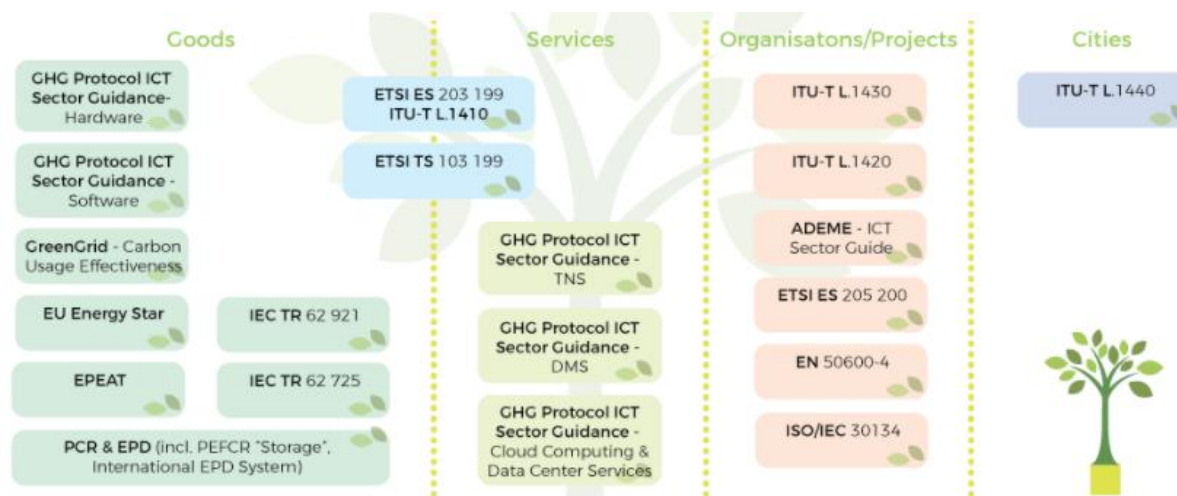 Goods
GHG Protocol ICT
Sector Guidance-
Hardware
GHG Protocol ICT
Sector Guidance -
Software
GreenGrid - Carbon
Usage Effectiveness
EU Energy Star
IEC TR 62 921
EPEAT
IEC TR 62 725
PCR & EPD (incl. PEFCR "Storage",
International EPD System)
ETSI ES 203 199
ITU-T L.1410
ETSI TS 103 199
Services
GHG Protocol ICT
Sector Guidance -
TNS
GHG Protocol ICT
Sector Guidance -
DMS
GHG Protocol ICT
Sector Guidance -
Cloud Computing &
Data Center Services
Organisatons/Projects
ITU-T L.1430
ITU-T L.1420
ADEME - ICT
Sector Guide
ETSI ES 205 200
EN 50600-4
ISO/IEC 30134
Cities
ITU-T L.1440